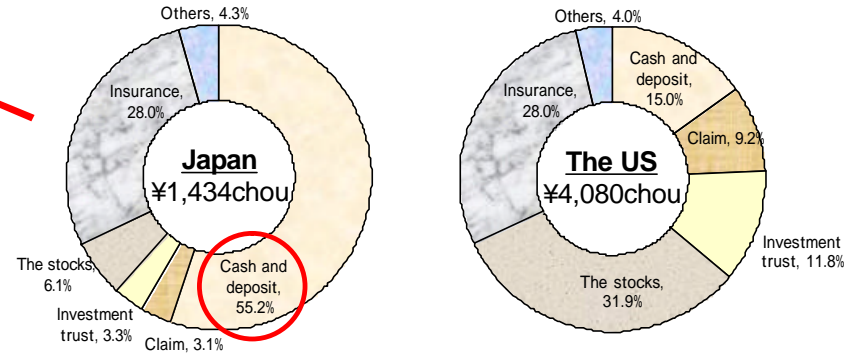 Others, 4.3%
Insurance,
28.0%
Japan
¥1,434chou
The stocks,
6.1%
Investment
trust, 3.3%
Claim, 3.1%
Cash and
deposit,
55.2%
Others, 4.0%
Cash and
deposit,
15.0%
Insurance,
28.0%
Claim, 9.2%
The US
¥4,080chou
Investment
trust, 11.8%
The stocks,
31.9%